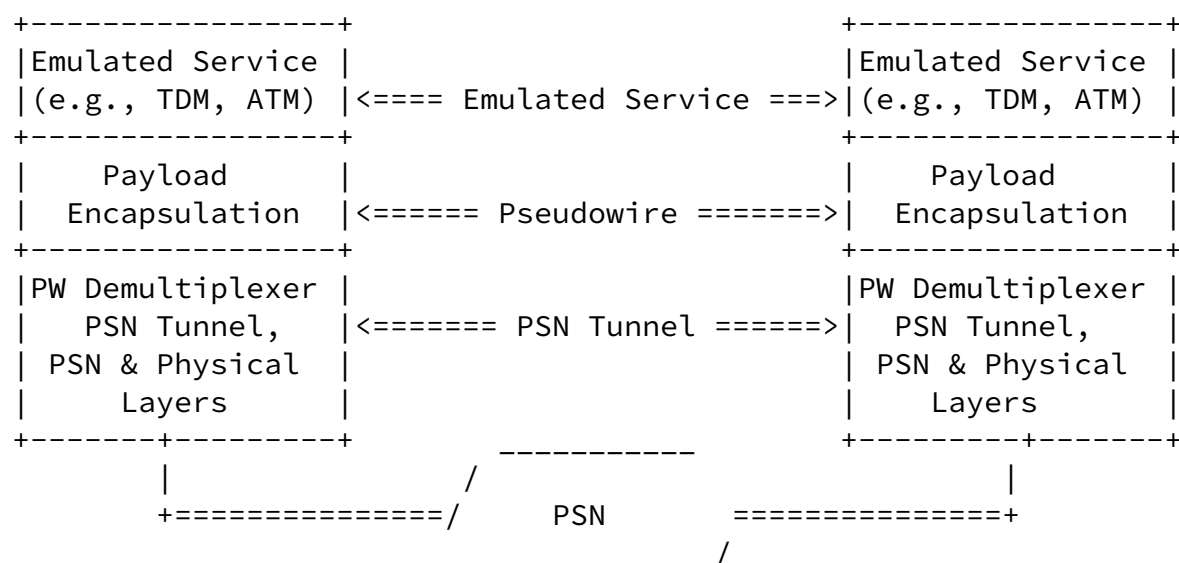 +-----------------+                         +-----------------+
|Emulated Service |                         |Emulated Service |
|(e.g., TDM, ATM) |<==== Emulated Service ===>|(e.g., TDM, ATM) |
+-----------------+                         +-----------------+
|    Payload      |                         |    Payload      |
|  Encapsulation  |<====== Pseudowire =======>|  Encapsulation  |
+-----------------+                         +-----------------+
|PW Demultiplexer |                         |PW Demultiplexer |
|   PSN Tunnel,   |<======= PSN Tunnel ======>|  PSN Tunnel,    |
| PSN & Physical  |                         | PSN & Physical  |
|     Layers      |                         |    Layers       |
+-------+---------+        ___________      +---------+-------+
        |                /                            |
        +===============/     PSN         ===============+
                                         /